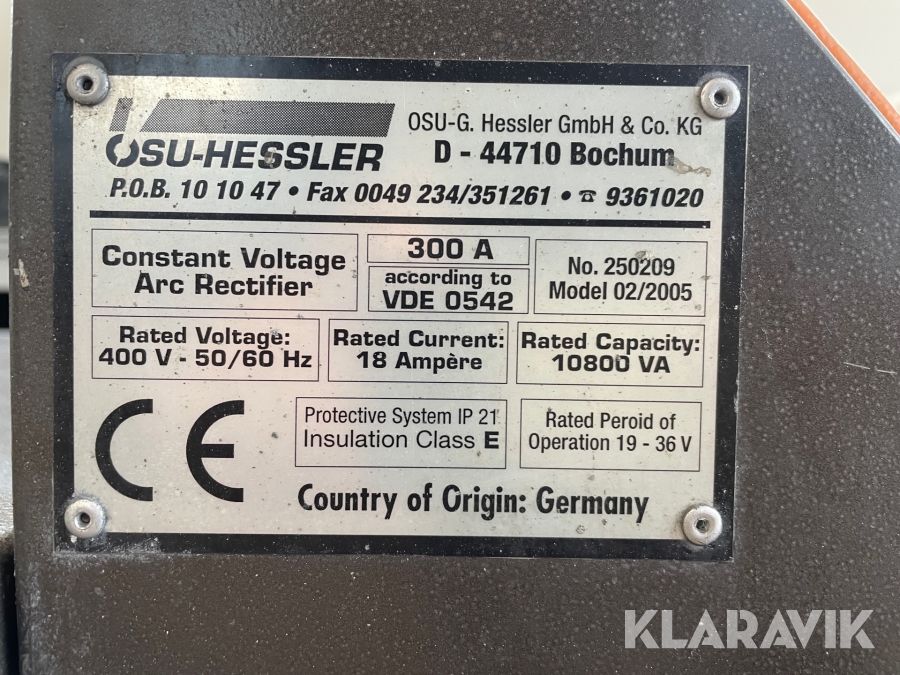 OSU-G. Hessler GmbH & Co. KG
OSU-HESSLER
D - 44710 Bochum
P.O.B. 10 10 47 • Fax 0049 234/351261 • ☎ 9361020
Constant Voltage
Arc Rectifier
300 A
according to
VDE 0542
No. 250209
Model 02/2005
Rated Voltage:
400 V - 50/60 Hz
Rated Current:
18 Ampère
Rated Capacity:
10800 VA
CE
Protective System IP 21
Insulation Class E
Rated Peroid of
Operation 19 - 36 V
Country of Origin: Germany
KLARAVIK